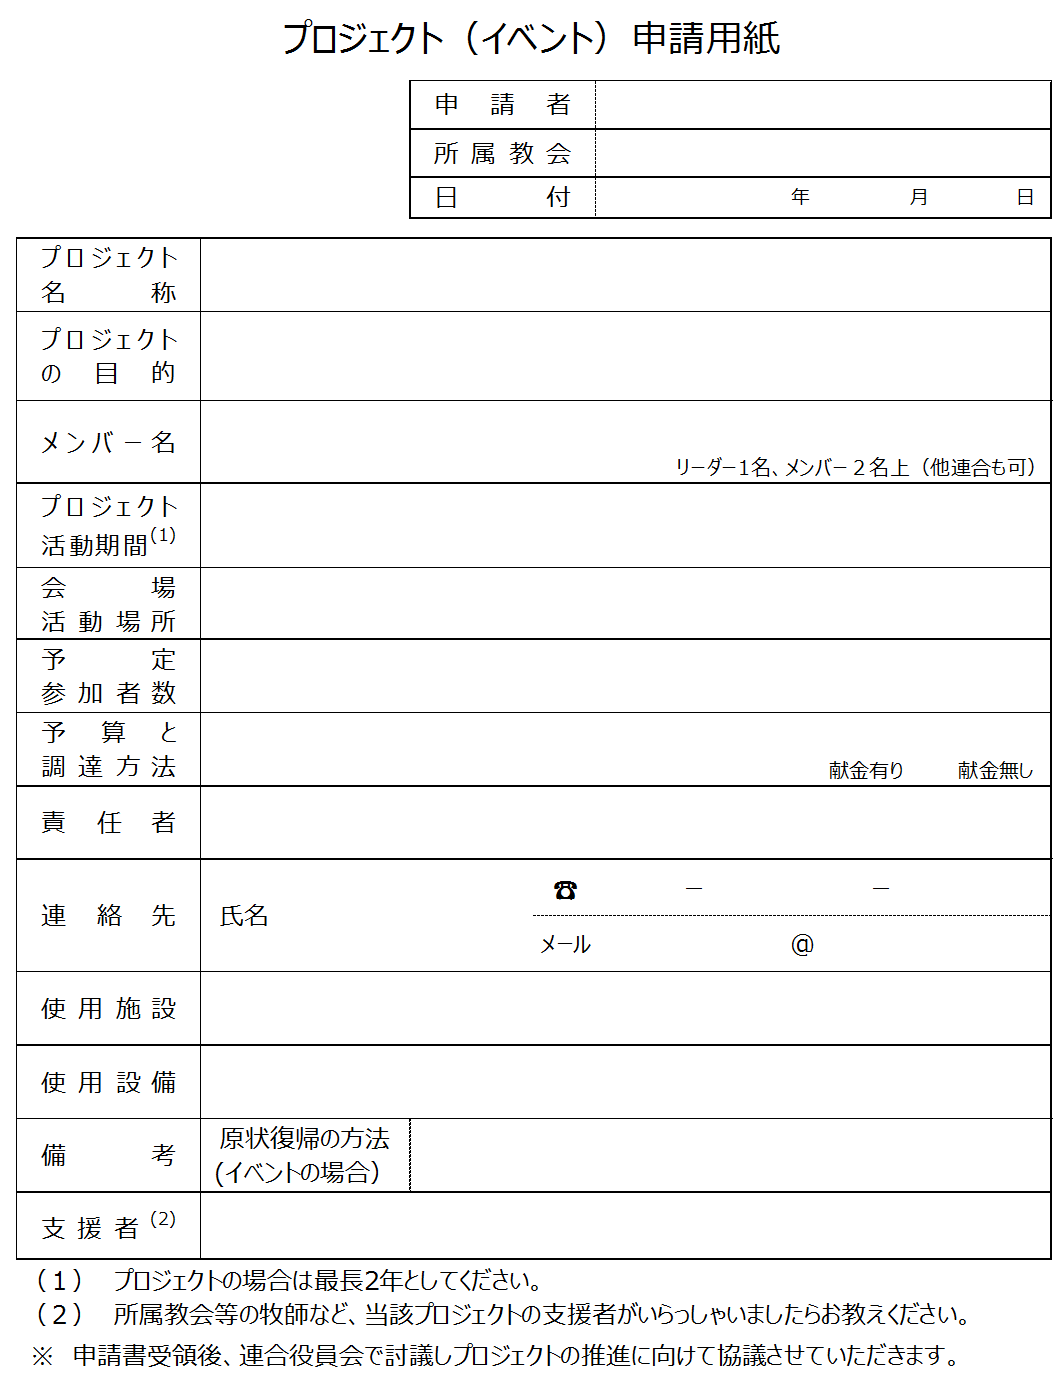 プロジェクト（イベント）申請用紙
申請者
所属教会
日付 年 月 日
プロジェクト
名称
プロジェクト
の目的
メンバー名
リーダー1名、メンバー２名上（他連合も可）
プロジェクト
活動期間(1)
会場
活動場所
予定
参加者数
予算と
調達方法
献金有り 献金無し
責任者
連絡先 氏名
☎ － －
メール @
使用施設
使用設備
備考
原状復帰の方法
(イベントの場合）
支援者(2)
（１） プロジェクトの場合は最長2年としてください。
（２） 所属教会等の牧師など、当該プロジェクトの支援者がいらっしゃいましたらお教えください。
※ 申請書受領後、連合役員会で討議しプロジェクトの推進に向けて協議させていただきます。